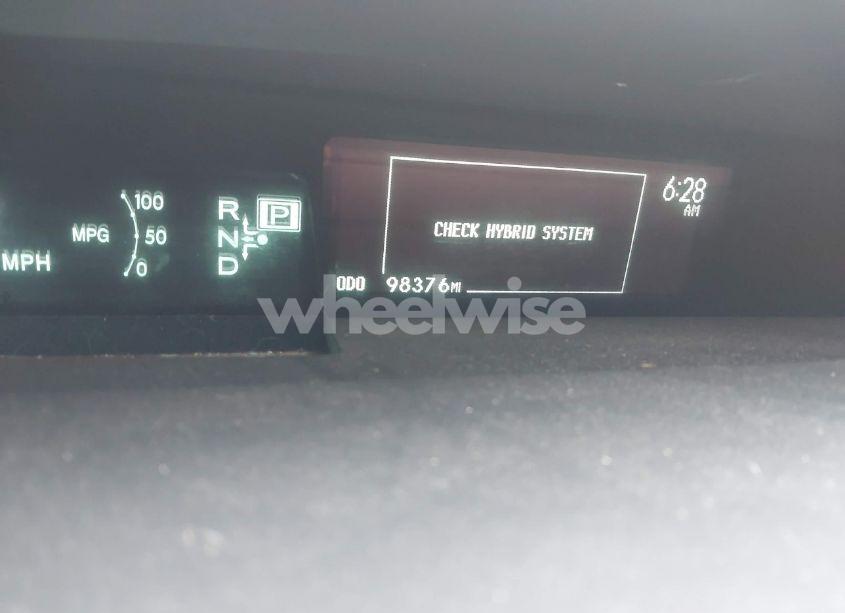 100
MPG 50
0
MPH
R P
N
D
CHECK HYBRID SYSTEM
6:28
AM
ODO 98376MI
wheelwise